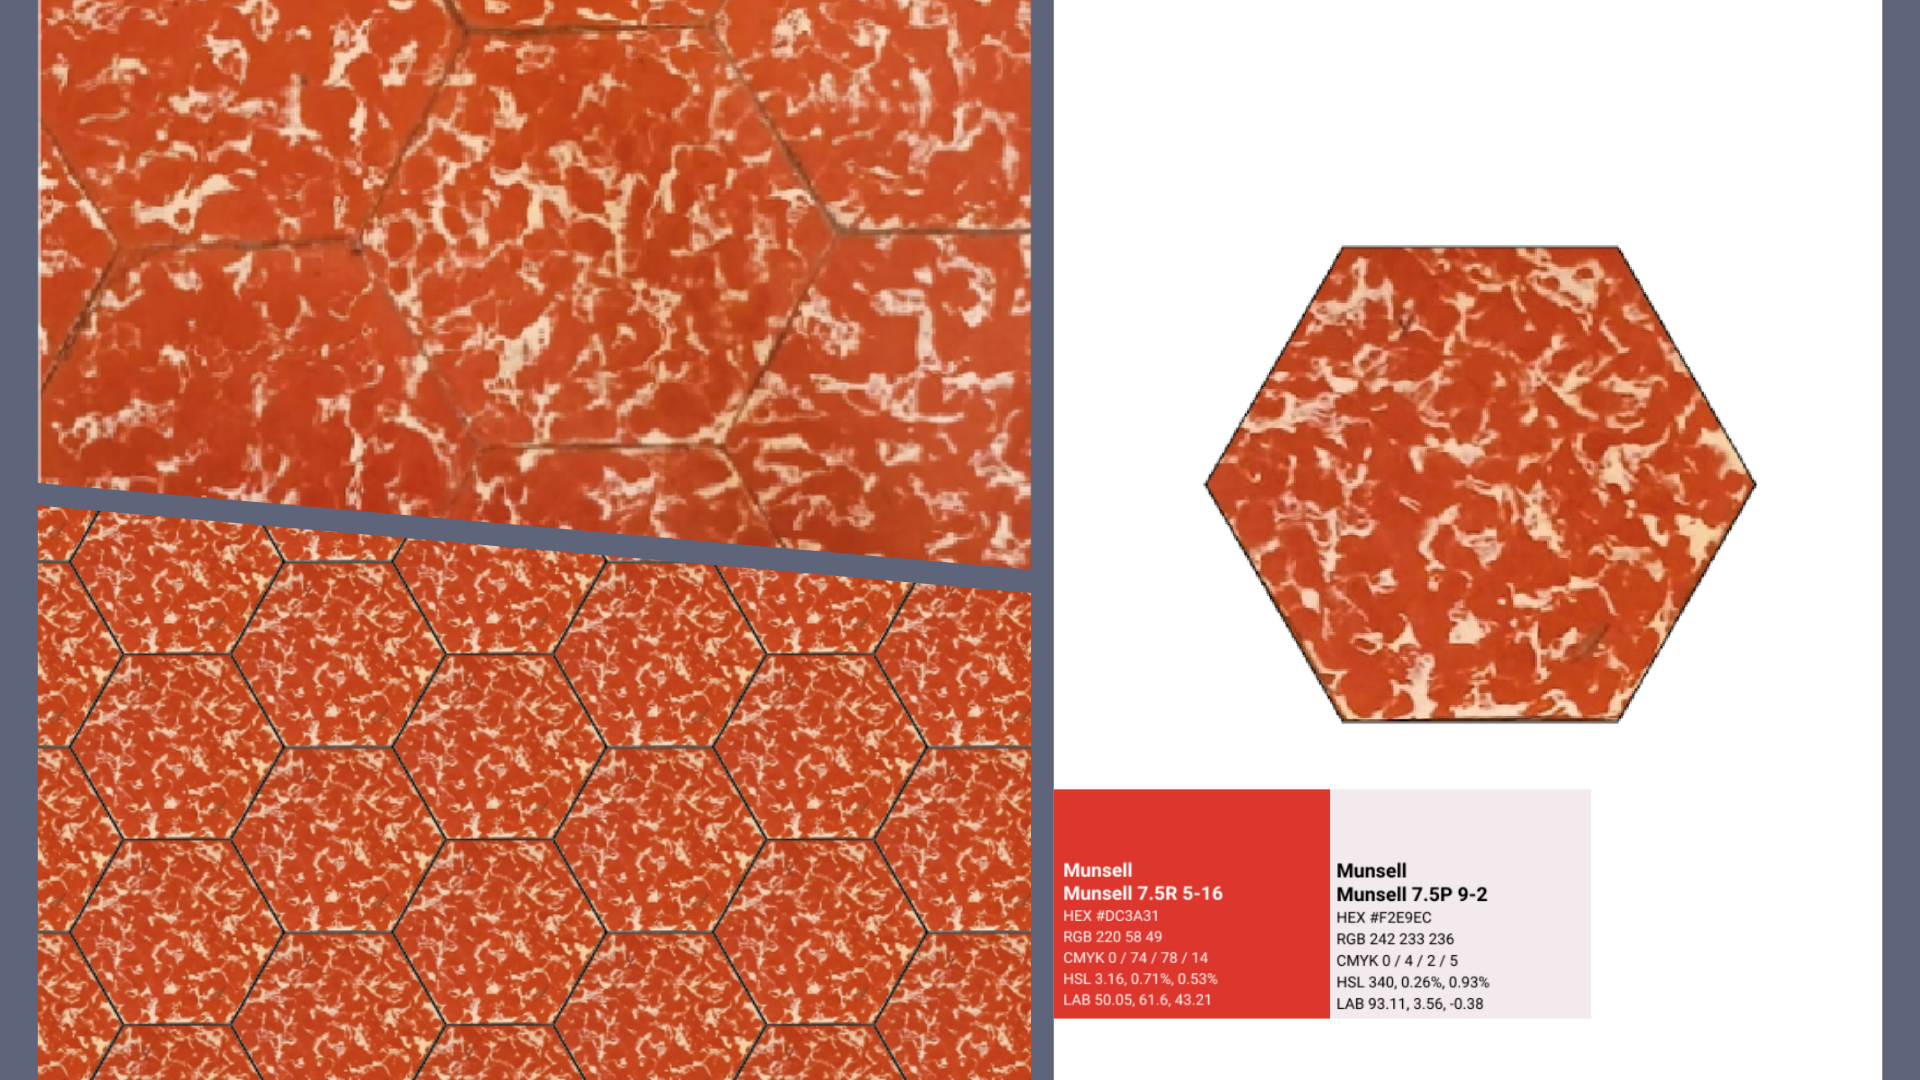 Munsell
Munsell 7.5R 5-16
HEX #DC3A31
RGB 220 58 49
CMYK 0 / 74 / 78 / 14
HSL 3.16, 0.71%, 0.53%
LAB 50.05, 61.6, 43.21
Munsell
Munsell 7.5P 9-2
HEX #F2E9EC
RGB 242 233 236
CMYK 0 / 4 / 2 / 5
HSL 340, 0.26%, 0.93%
LAB 93.11, 3.56, -0.38